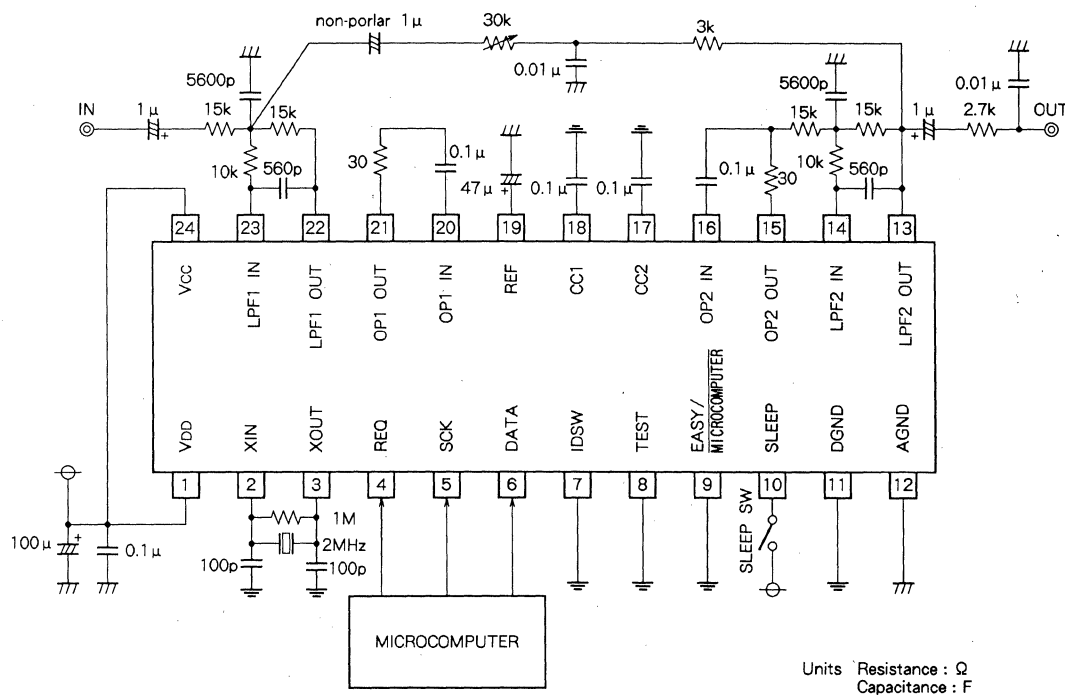 non-porlar 1μ
30k
3k
0.01μ
5600p
IN
1μ
15k
15k
10k
560p
30
0.1μ
47μ
0.1μ
0.1μ
0.1μ
30
5600p
15k
15k
10k
560p
1μ
2.7k
0.01μ
OUT
24 23 22 21 20 19 18 17 16 15 14 13
VCC
LPF1 IN
LPF1 OUT
OP1 OUT
OP1 IN
REF
CC1
CC2
OP2 IN
OP2 OUT
LPF2 IN
LPF2 OUT
VDD
XIN
XOUT
REQ
SCK
DATA
IDSW
TEST
EASY/
MICROCOMPUTER
SLEEP
DGND
AGND
1 2 3 4 5 6 7 8 9 10 11 12
100μ
0.1μ
1M
2MHz
100p
100p
SLEEP SW
MICROCOMPUTER
Units Resistance : Ω
Capacitance : F